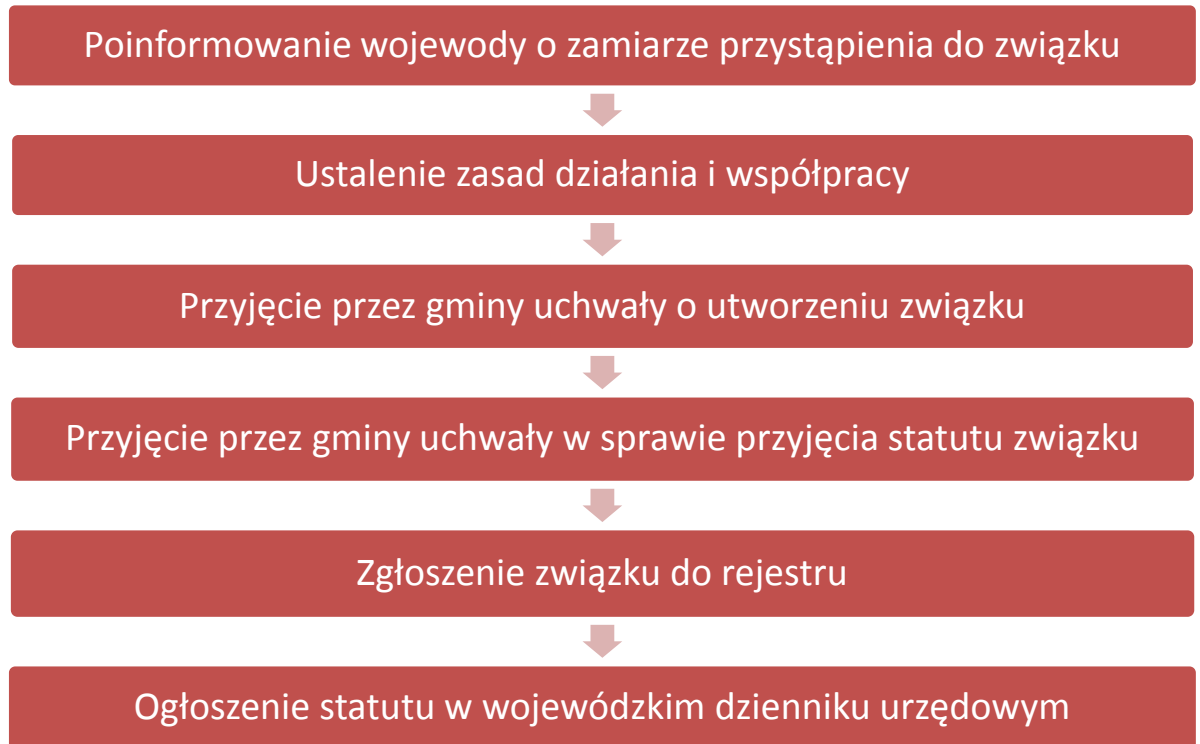 Poinformowanie wojewody o zamiarze przystąpienia do związku
Ustalenie zasad działania i współpracy
Przyjęcie przez gminy uchwały o utworzeniu związku
Przyjęcie przez gminy uchwały w sprawie przyjęcia statutu związku
Zgłoszenie związku do rejestru
Ogłoszenie statutu w wojewódzkim dzienniku urzędowym